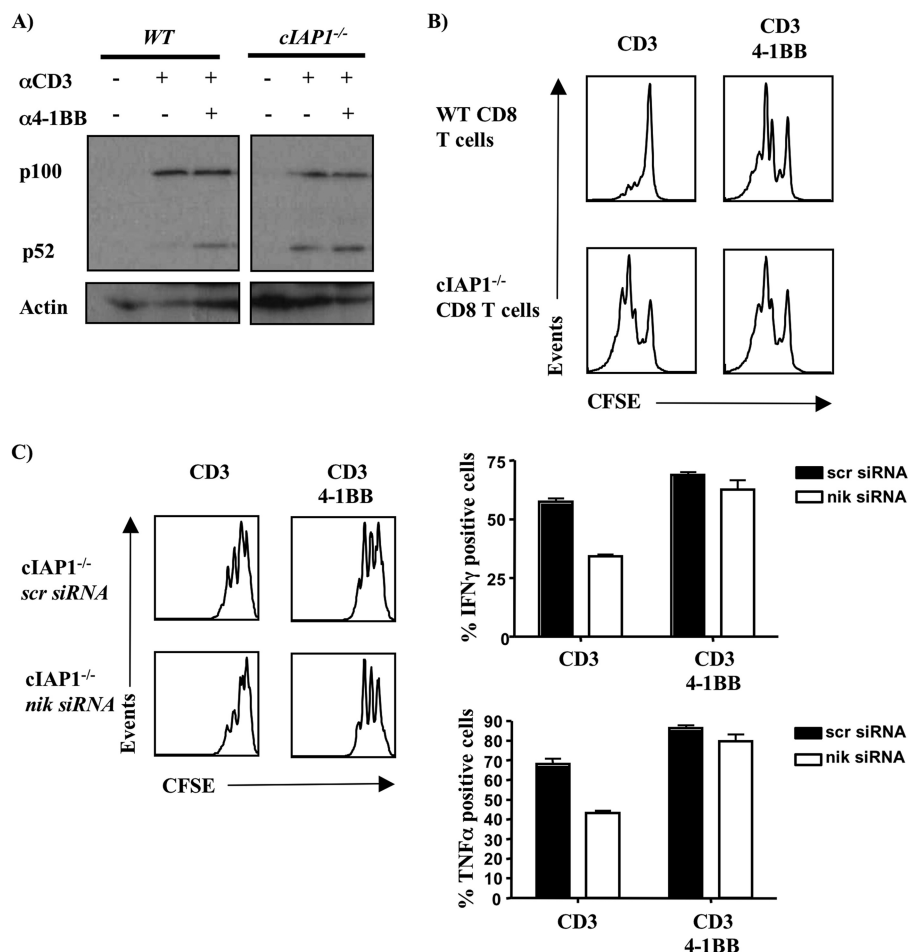 A)
WT cIAP1-/-
αCD3 - + + - + +
α4-1BB - - + - - +
p100
p52
Actin
B)
CD3
CD3
4-1BB
WT CD8
T cells
cIAP1-/-
CD8 T cells
Events
CFSE
C)
CD3
CD3
4-1BB
cIAP1-/-
scr siRNA
cIAP1-/-
nik siRNA
Events
CFSE
% IFNγ positive cells
75
50
25
0
CD3
CD3
4-1BB
scr siRNA
nik siRNA
% TNFα positive cells
90
80
70
60
50
40
30
20
10
0
CD3
CD3
4-1BB
scr siRNA
nik siRNA